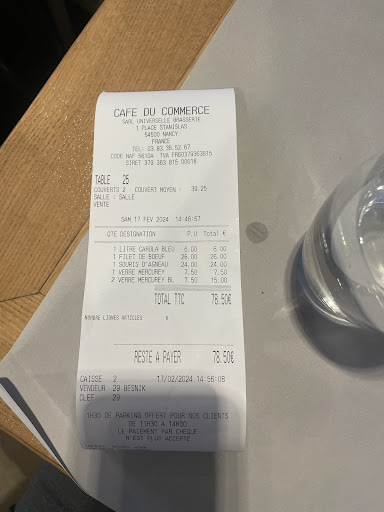 CAFE DU COMMERCE
SARL UNIVERSELLE BRASSERIE
1 PLACE STANISLAS
54000 NANCY
FRANCE
TEL: 03.83.35.52.67
CODE NAF 5610A TVA FR60379363815
SIRET 379 363 815 00018
TABLE 25
COUVERTS 2 COUVERT MOYEN : 39.25
SALLE : SALLE
VENTE
SAM 17 FEV 2024 14:46:57
QTE DESIGNATION P.U Total €
1 LITRE CAROLA BLEU 6.00 6.00
1 FILET DE BOEUF 26.00 26.00
1 SOURIS D'AGNEAU 24.00 24.00
1 VERRE MERCUREY 7.50 7.50
2 VERRE MERCUREY BL 7.50 15.00
TOTAL TTC 78.50€
NOMBRE LIGNES ARTICLES : 6
RESTE A PAYER 78.50€
CAISSE 2 17/02/2024 14:56:08
VENDEUR 29 BESNIK
CLEF 29
1H30 DE PARKING OFFERT POUR NOS CLIENTS
DE 11H30 A 14H00
LE PAIEMENT PAR CHEQUE
N EST PLUS ACCEPTE